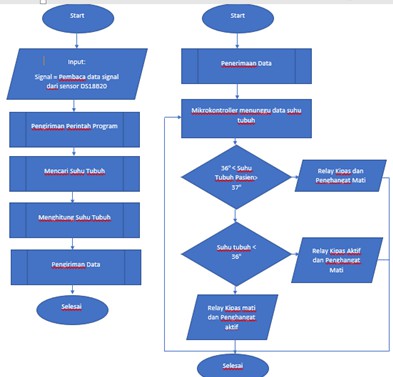 Start
Input:
Signal = Pembaca data signal
dari sensor DS18B20
Pengiriman Perintah Program
Mencari Suhu Tubuh
Menghitung Suhu Tubuh
Pengiriman Data
Selesai
Start
Penerimaan Data
Mikrokontroller menunggu data suhu
tubuh
36° < Suhu
Tubuh Pasien>
37°
Relay Kipas dan
Penghangat Mati
Suhu tubuh <
36°
Relay Kipas Aktif
dan Penghangat
Mati
Relay Kipas mati
dan Penghangat
aktif
Selesai